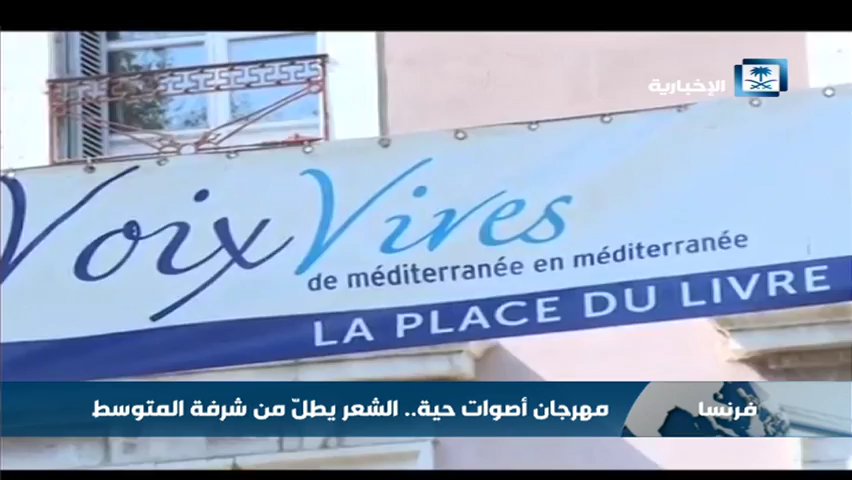 الإخبارية
Voix Vives
de méditerranée en méditerranée
LA PLACE DU LIVRE
فرنسا
مهرجان أصوات حية.. الشعر يطلّ من شرفة المتوسط